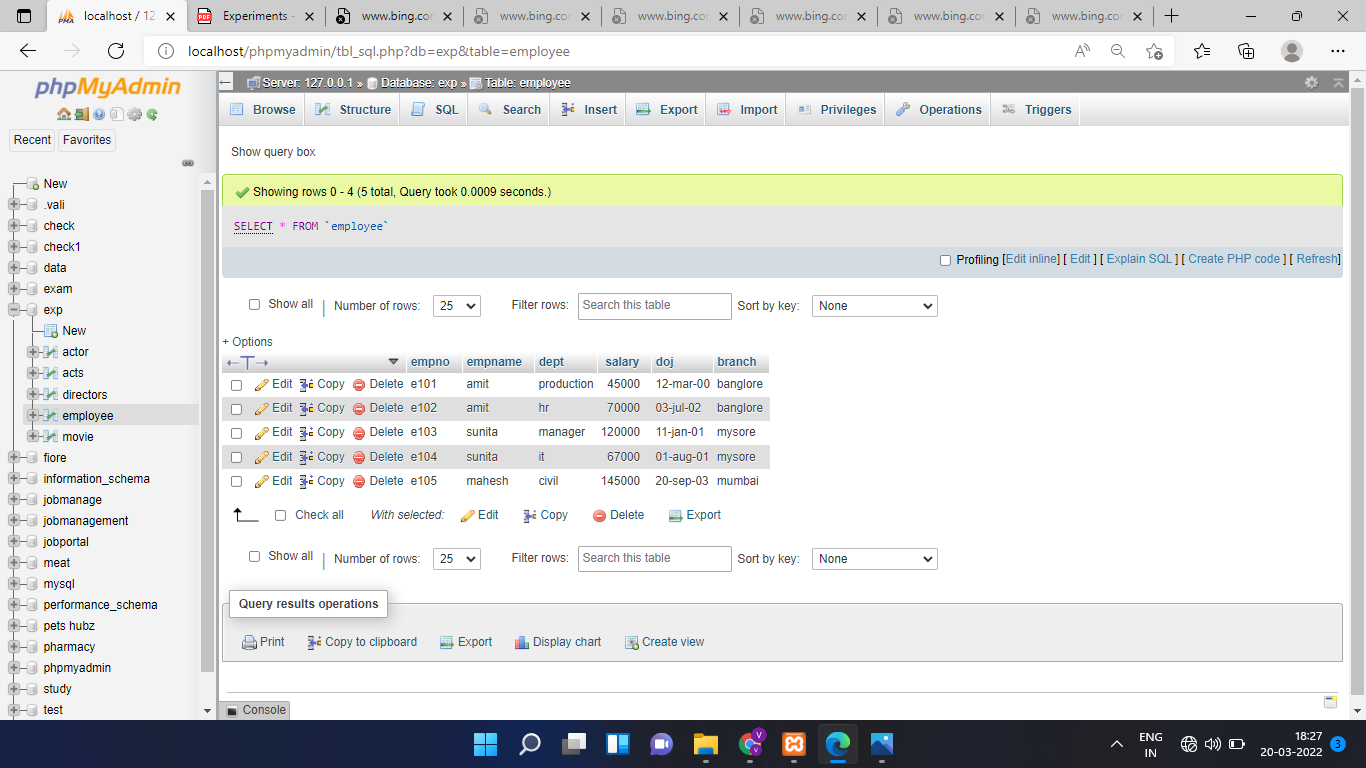 localhost / 12
Experiments -
www.bing.co
www.bing.co
www.bing.co
www.bing.co
www.bing.co
www.bing.co
localhost/phpmyadmin/tbl_sql.php?db=exp&table=employee
phpMyAdmin
Recent Favorites
New
.vali
check
check1
data
exam
exp
New
actor
acts
directors
employee
movie
fiore
information_schema
jobmanage
jobmanagement
jobportal
meat
mysql
performance_schema
pets hubz
pharmacy
phpmyadmin
study
test
Server: 127.0.0.1 » Database: exp » Table: employee
Browse Structure SQL Search Insert Export Import Privileges Operations Triggers
Show query box
Showing rows 0 - 4 (5 total, Query took 0.0009 seconds.)
SELECT * FROM `employee`
Profiling [Edit inline] [ Edit ] [ Explain SQL ] [ Create PHP code ] [ Refresh]
Show all | Number of rows: 25 Filter rows: Search this table Sort by key: None
+ Options
empno empname dept salary doj branch
Edit Copy Delete e101 amit production 45000 12-mar-00 banglore
Edit Copy Delete e102 amit hr 70000 03-jul-02 banglore
Edit Copy Delete e103 sunita manager 120000 11-jan-01 mysore
Edit Copy Delete e104 sunita it 67000 01-aug-01 mysore
Edit Copy Delete e105 mahesh civil 145000 20-sep-03 mumbai
Check all With selected: Edit Copy Delete Export
Show all | Number of rows: 25 Filter rows: Search this table Sort by key: None
Query results operations
Print Copy to clipboard Export Display chart Create view
Console
ENG
IN
18:27
20-03-2022
3